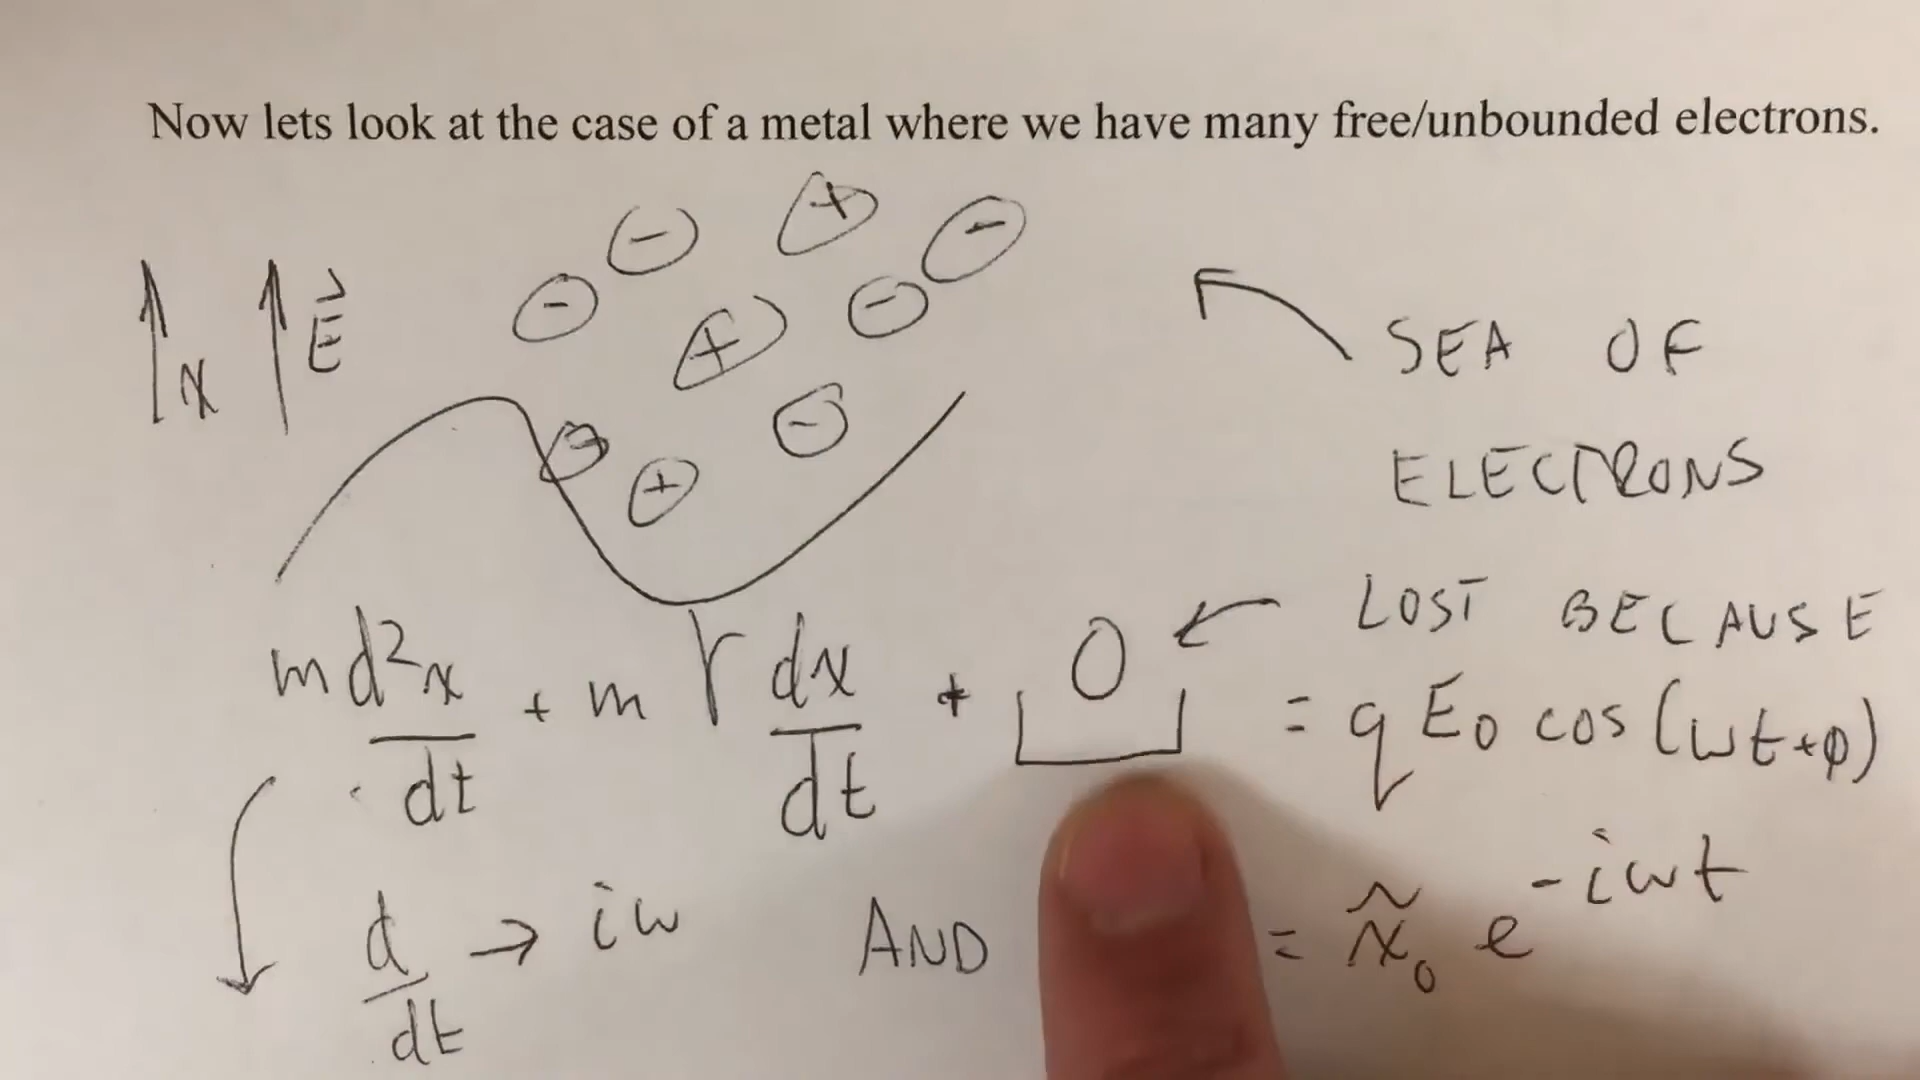 Now lets look at the case of a metal where we have many free/unbounded electrons.
- + -
x E⃗ - + -
SEA OF
ELECTRONS
- + -
LOST BECAUSE
m d²x/dt + m Γ dx/dt + 0 = q E₀ cos(ωt+φ)
d/dt → iω AND = x̃₀ e^-iωt